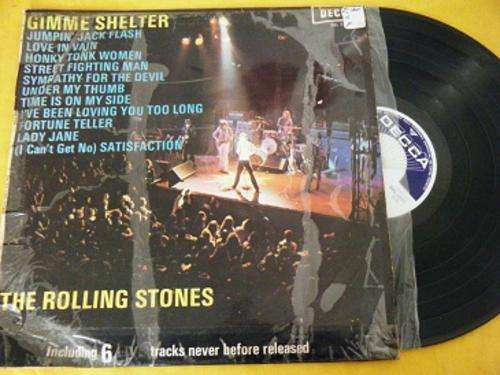 GIMME SHELTER
JUMPIN' JACK FLASH
LOVE IN VAIN
HONKY TONK WOMEN
STREET FIGHTING MAN
SYMPATHY FOR THE DEVIL
UNDER MY THUMB
TIME IS ON MY SIDE
I'VE BEEN LOVING YOU TOO LONG
FORTUNE TELLER
LADY JANE
(I Can't Get No) SATISFACTION
DECCA
DECCA
THE ROLLING STONES
including 6 tracks never before released